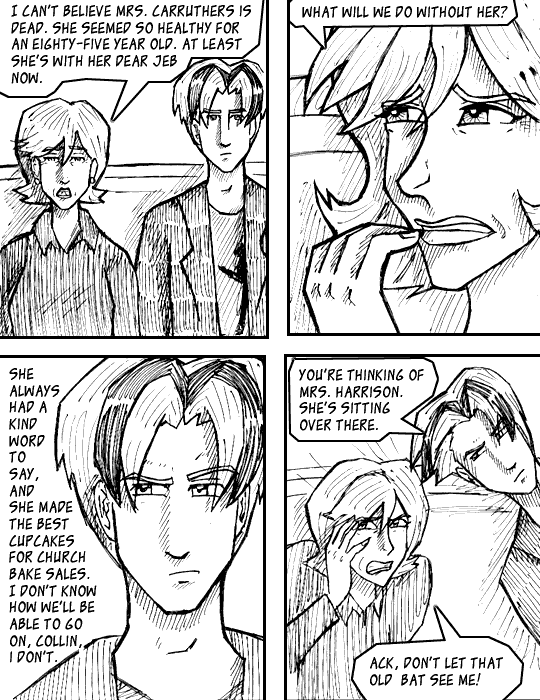 I CAN'T BELIEVE MRS. CARRUTHERS IS
DEAD. SHE SEEMED SO HEALTHY FOR
AN EIGHTY-FIVE YEAR OLD. AT LEAST
SHE'S WITH HER DEAR JEB
NOW.
WHAT WILL WE DO WITHOUT HER?
SHE
ALWAYS
HAD A
KIND
WORD
TO
SAY,
AND
SHE MADE
THE BEST
CUPCAKES
FOR CHURCH
BAKE SALES.
I DON'T KNOW
HOW WE'LL BE
ABLE TO GO
ON, COLLIN,
I DON'T.
YOU'RE THINKING OF
MRS. HARRISON.
SHE'S SITTING
OVER THERE.
ACK, DON'T LET THAT
OLD BAT SEE ME!